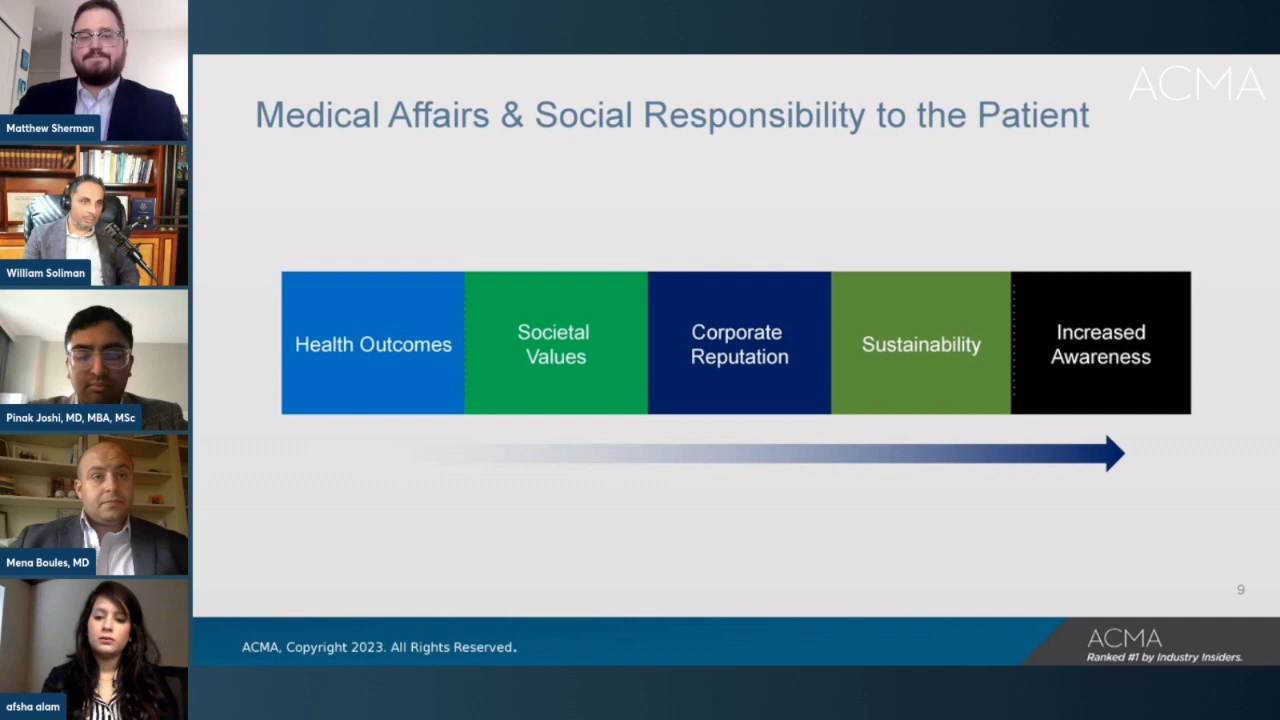 Matthew Sherman
William Soliman
Pinak Joshi, MD, MBA, MSc
Mena Boules, MD
afsha alam
ACMA
Medical Affairs & Social Responsibility to the Patient
Health Outcomes
Societal
Values
Corporate
Reputation
Sustainability
Increased
Awareness
9
ACMA, Copyright 2023. All Rights Reserved.
ACMA
Ranked #1 by Industry Insiders.